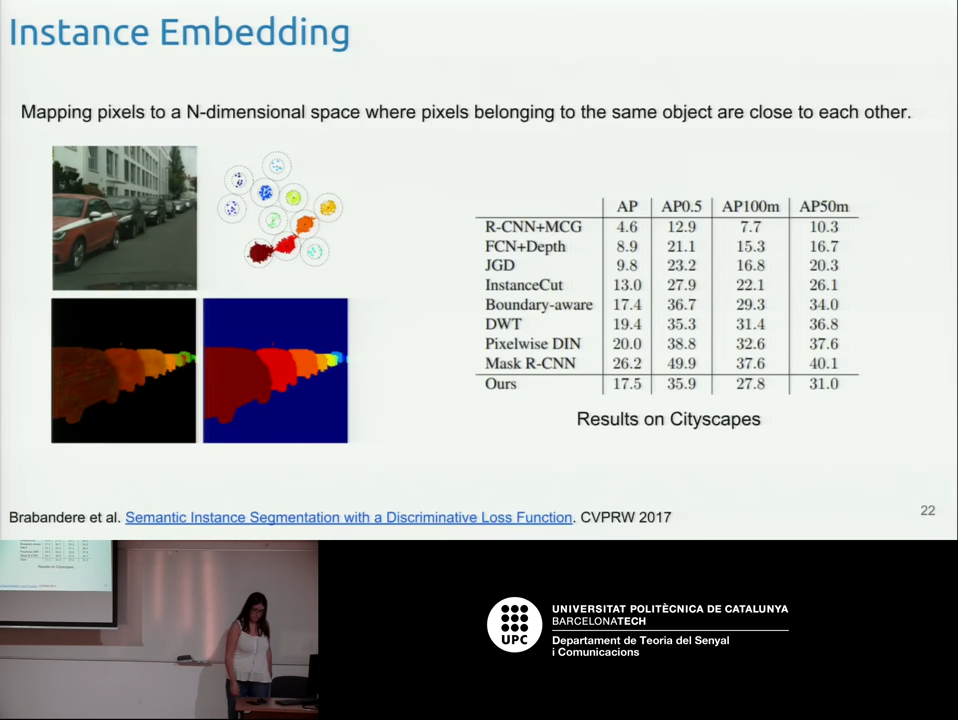 Instance Embedding
Mapping pixels to a N-dimensional space where pixels belonging to the same object are close to each other.
AP AP0.5 AP100m AP50m
R-CNN+MCG 4.6 12.9 7.7 10.3
FCN+Depth 8.9 21.1 15.3 16.7
JGD 9.8 23.2 16.8 20.3
InstanceCut 13.0 27.9 22.1 26.1
Boundary-aware 17.4 36.7 29.3 34.0
DWT 19.4 35.3 31.4 36.8
Pixelwise DIN 20.0 38.8 32.6 37.6
Mask R-CNN 26.2 49.9 37.6 40.1
Ours 17.5 35.9 27.8 31.0
Results on Cityscapes
Brabandere et al. Semantic Instance Segmentation with a Discriminative Loss Function. CVPRW 2017
22
Results on Cityscapes
UPC
UNIVERSITAT POLITÈCNICA DE CATALUNYA
BARCELONATECH
Departament de Teoria del Senyal
i Comunicacions